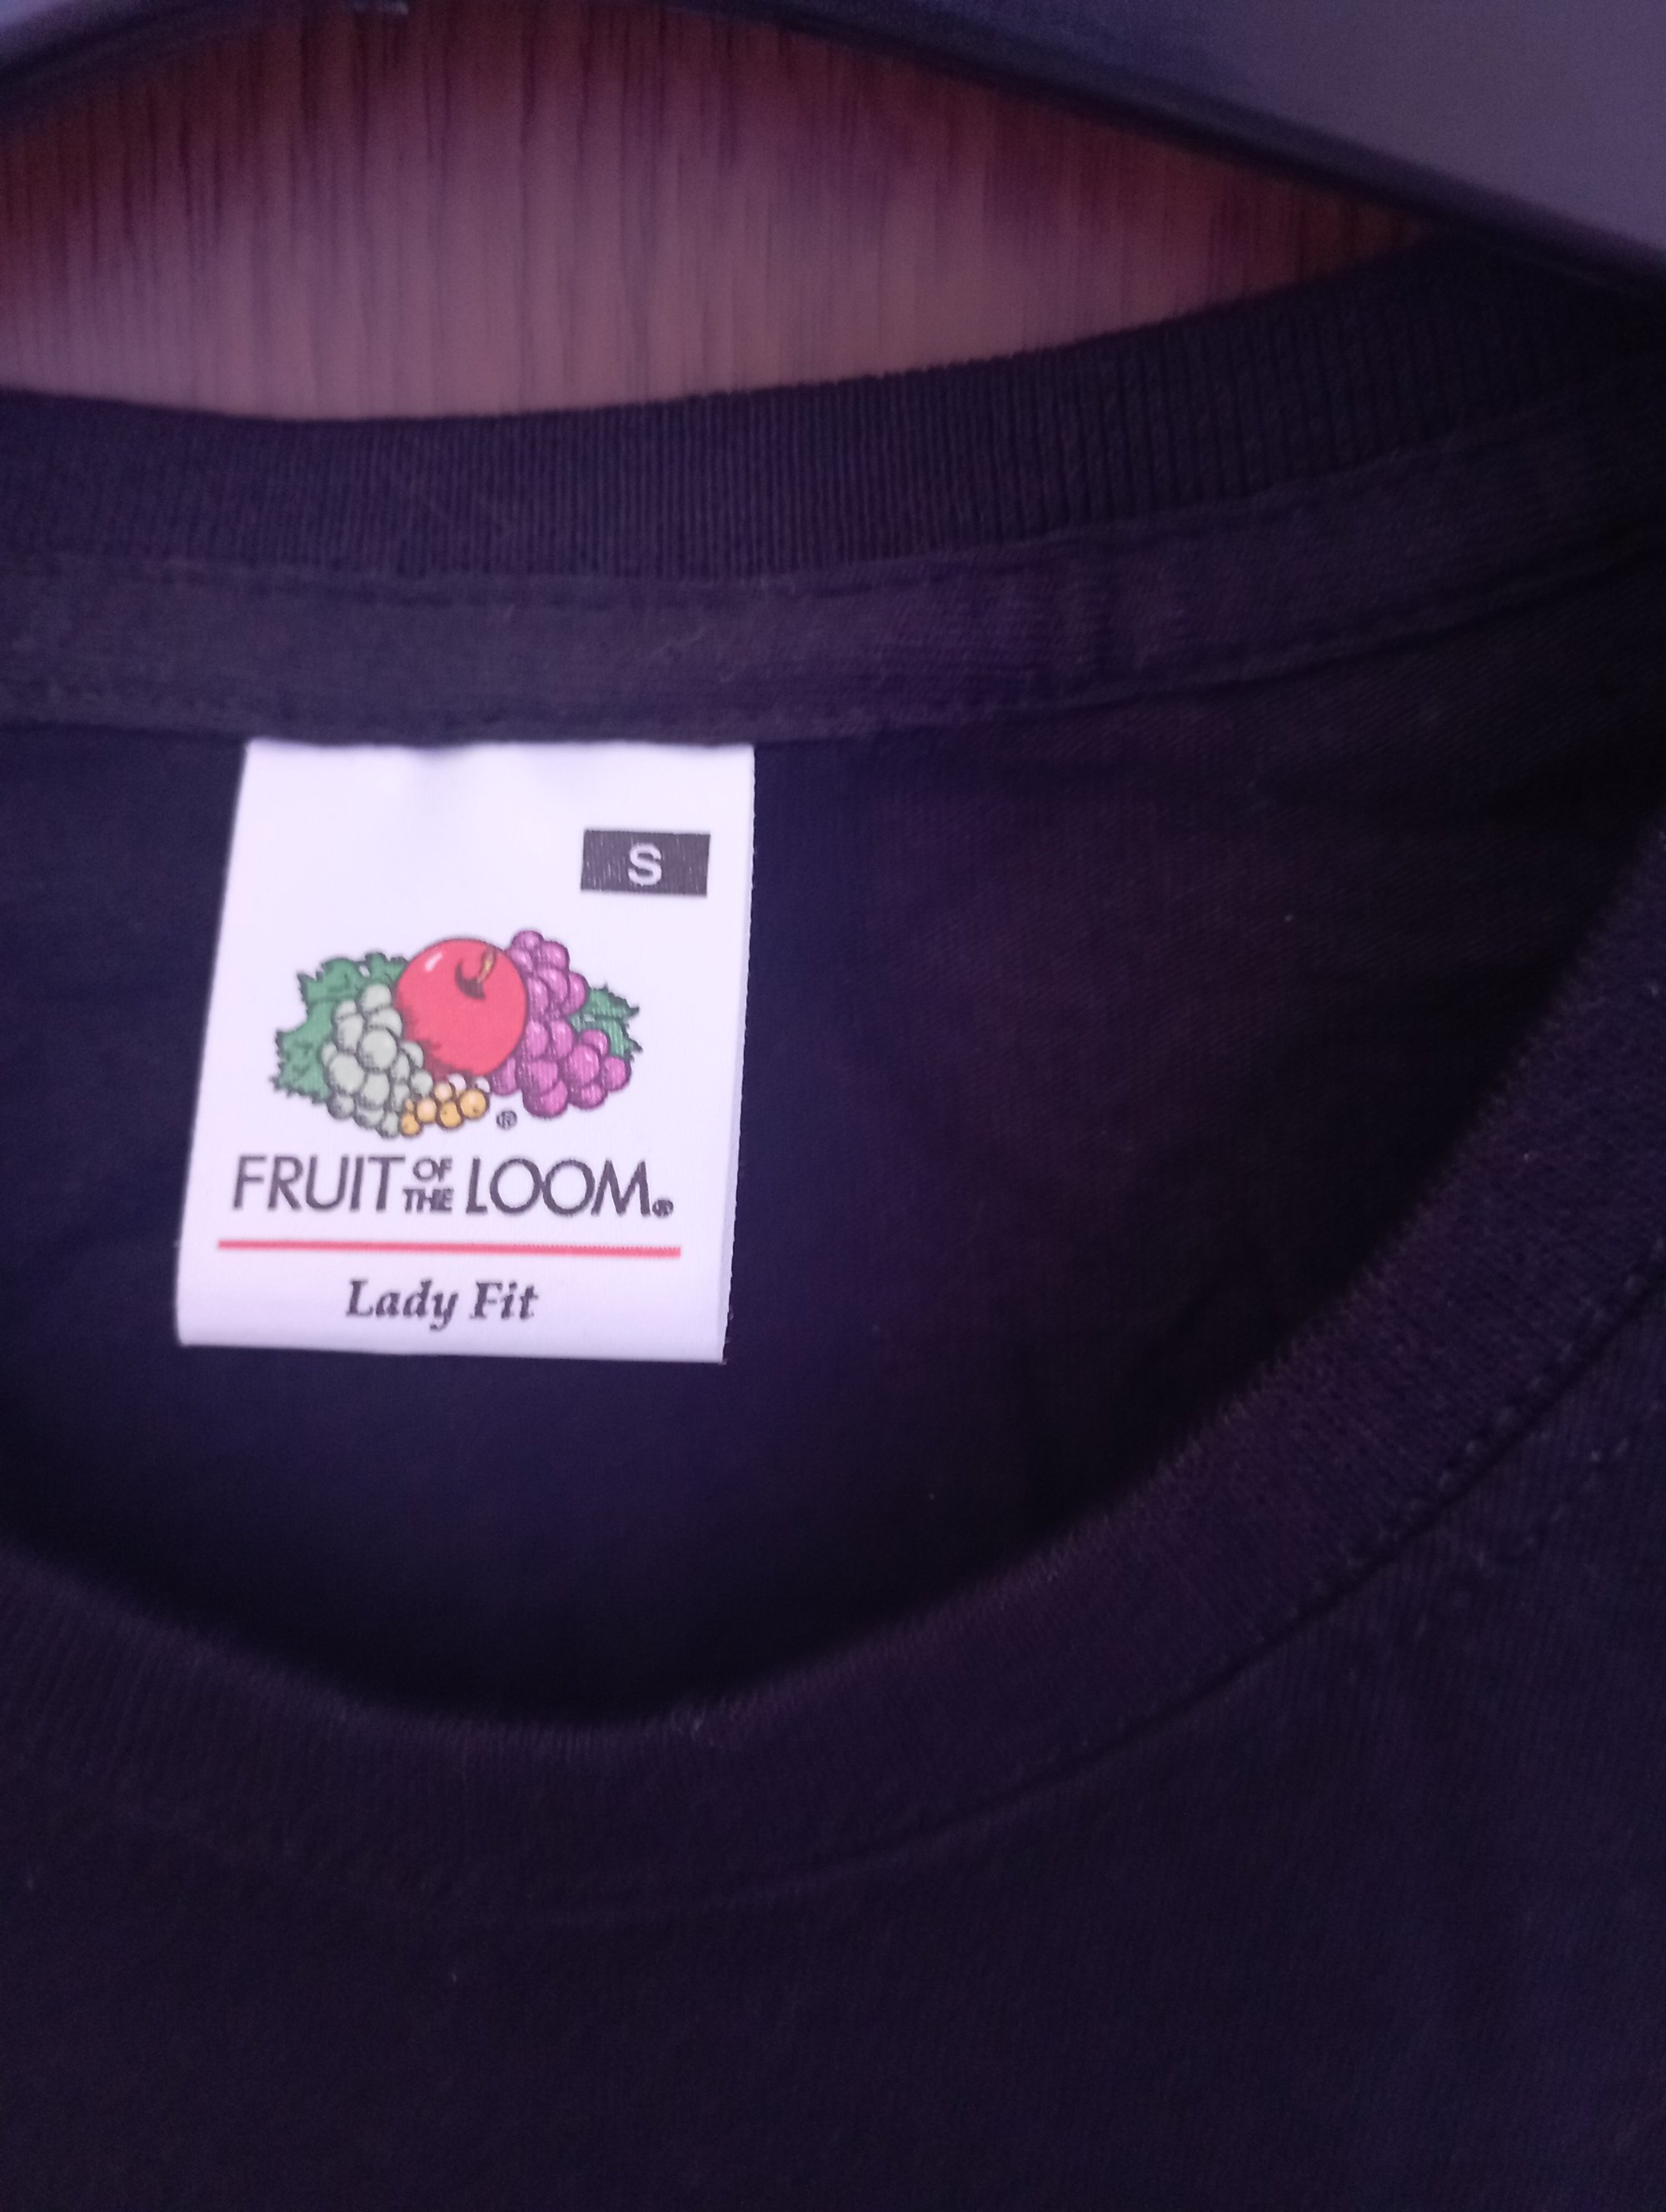 S
®
FRUIT OF THE LOOM®
Lady Fit